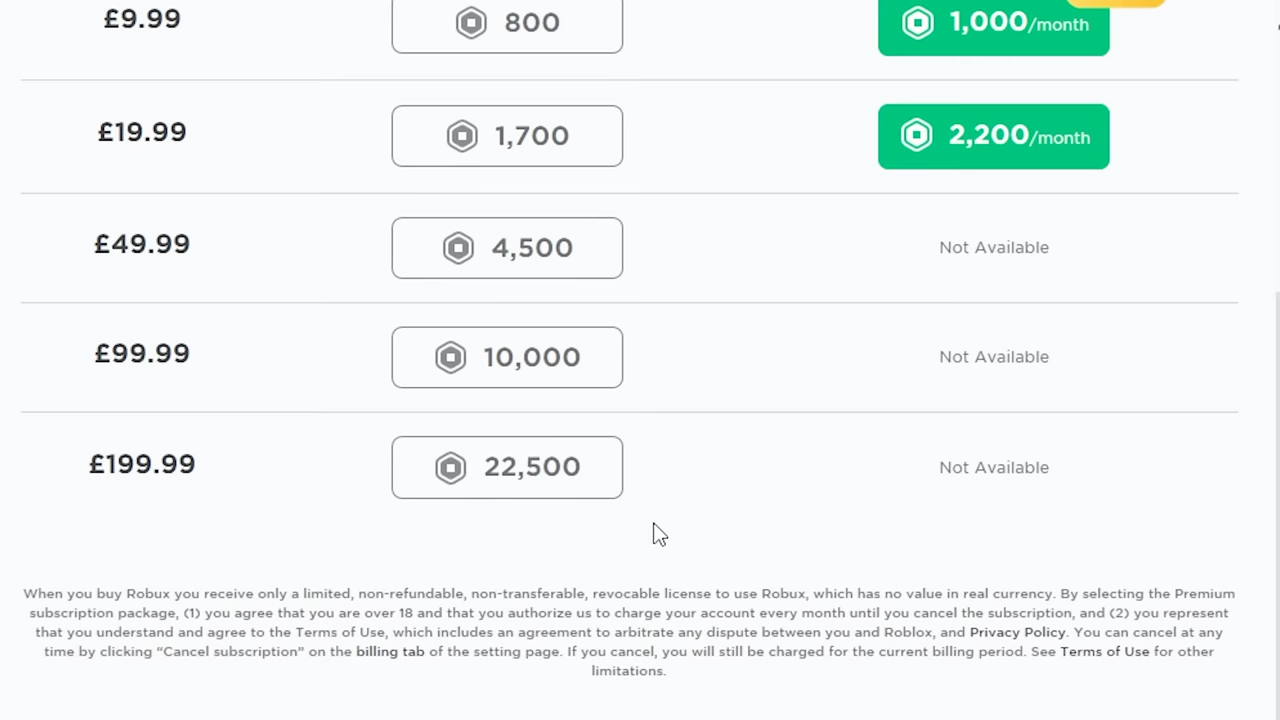 £9.99 800 1,000/month
£19.99 1,700 2,200/month
£49.99 4,500 Not Available
£99.99 10,000 Not Available
£199.99 22,500 Not Available
When you buy Robux you receive only a limited, non-refundable, non-transferable, revocable license to use Robux, which has no value in real currency. By selecting the Premium
subscription package, (1) you agree that you are over 18 and that you authorize us to charge your account every month until you cancel the subscription, and (2) you represent
that you understand and agree to the Terms of Use, which includes an agreement to arbitrate any dispute between you and Roblox, and Privacy Policy. You can cancel at any
time by clicking “Cancel subscription” on the billing tab of the setting page. If you cancel, you will still be charged for the current billing period. See Terms of Use for other
limitations.